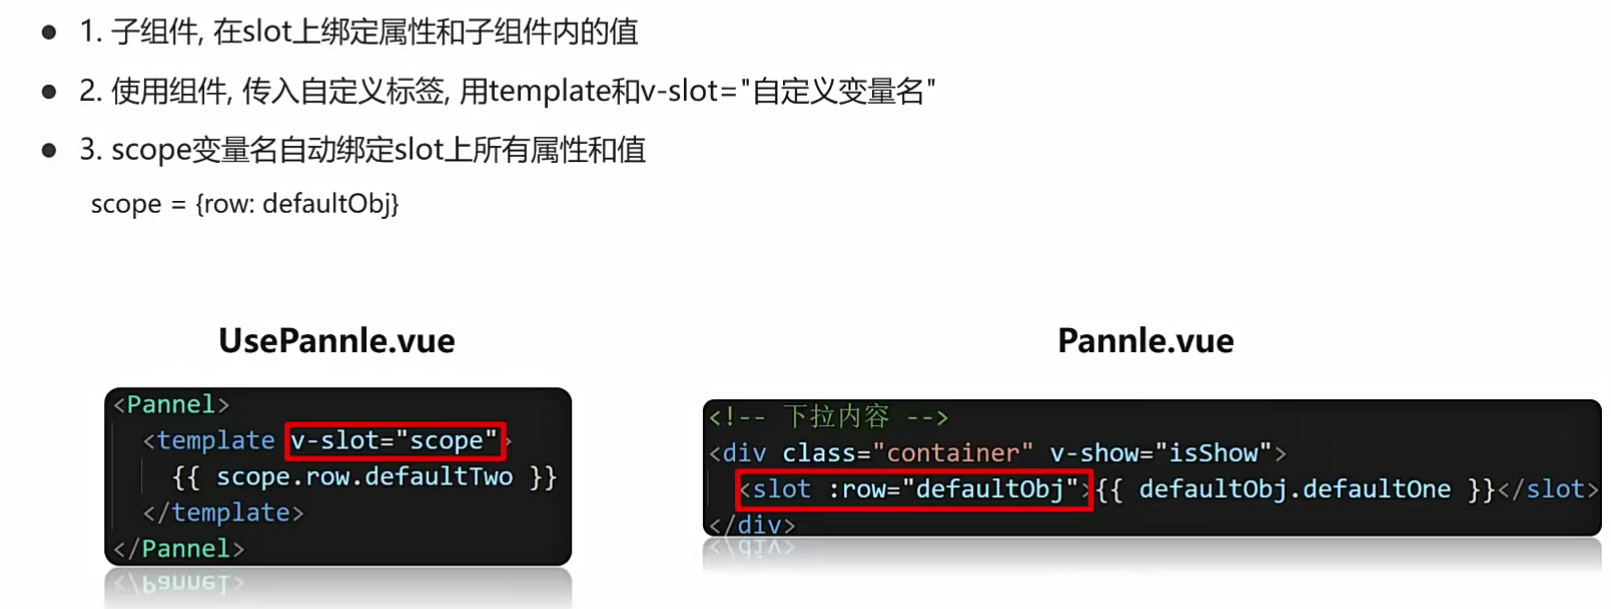 ● 1. 子组件, 在slot上绑定属性和子组件内的值
● 2. 使用组件, 传入自定义标签, 用template和v-slot="自定义变量名"
● 3. scope变量名自动绑定slot上所有属性和值
scope = {row: defaultObj}
UsePannle.vue
<Pannel>
<template v-slot="scope">
{{ scope.row.defaultTwo }}
</template>
</Pannel>
Pannle.vue
<!-- 下拉内容 -->
<div class="container" v-show="isShow">
<slot :row="defaultObj">{{ defaultObj.defaultOne }}</slot>
</div>